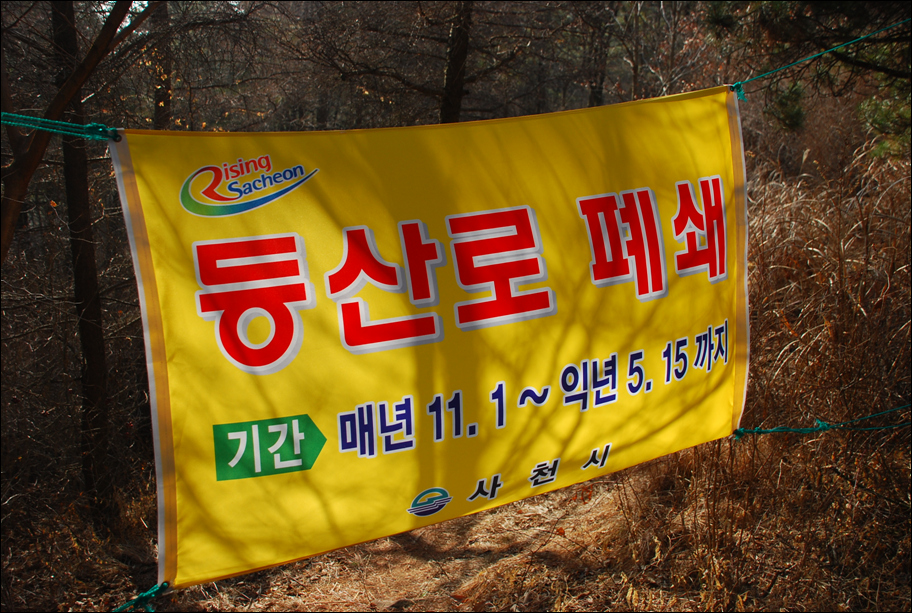 Rising
Sacheon
등산로 폐쇄
기간 매년 11. 1 ~ 익년 5. 15 까지
사천시